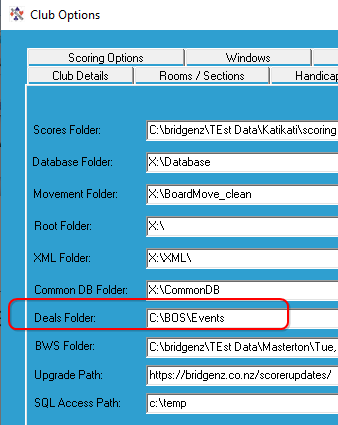 Club Options
Scoring Options Windows
Club Details Rooms / Sections Handicap
Scores Folder: C:\bridgenz\TEst Data\Katikati\scoring
Database Folder: X:\Database
Movement Folder: X:\BoardMove_clean
Root Folder: X:\
XML Folder: X:\XML\
Common DB Folder: X:\CommonDB
Deals Folder: C:\BOS\Events
BWS Folder: C:\bridgenz\TEst Data\Masterton\Tue,
Upgrade Path: https://bridgenz.co.nz/scorerupdates/
SQL Access Path: c:\temp